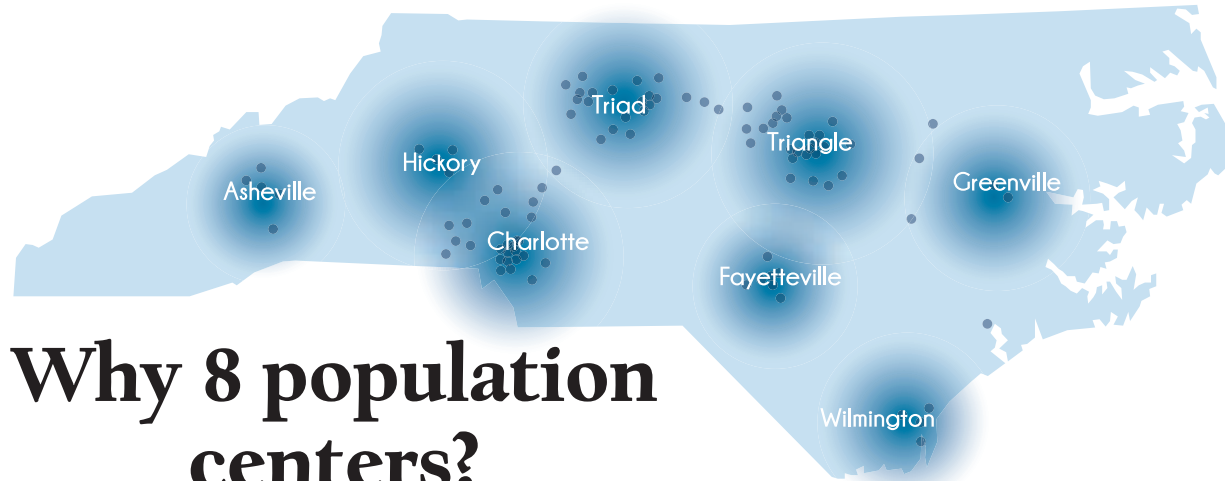 Triad
Triangle
Hickory
Asheville
Greenville
Charlotte
Fayetteville
Wilmington
Why 8 population
centers?